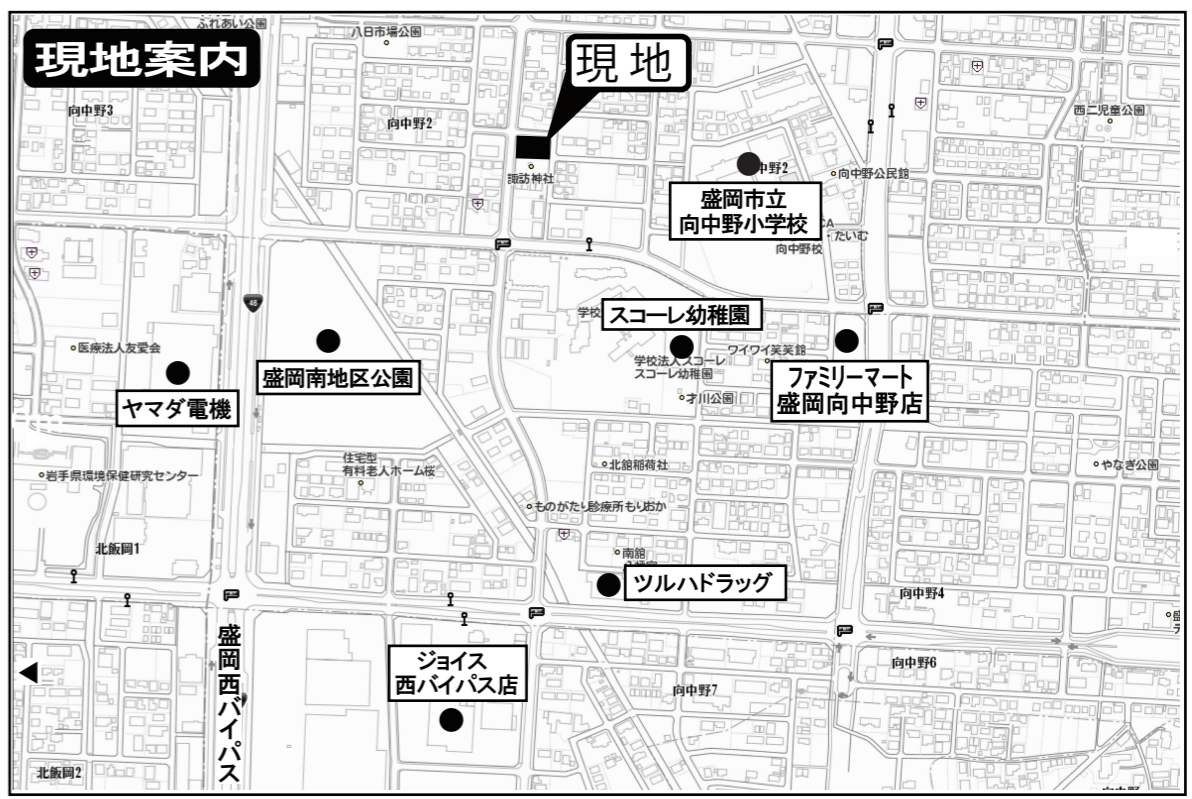 ふれあい公園
現地案内
八日市場公園
現地
向中野3
向中野2
西二児童公園
諏訪神社
中野2
向中野公民館
盛岡市立
向中野小学校
たいむ
向中野校
46
学校
スコーレ幼稚園
医療法人友愛会
ワイワイ笑笑館
学校法人スコーレ
スコーレ幼稚園
盛岡南地区公園
ファミリーマート
盛岡向中野店
ヤマダ電機
才川公園
住宅型
有料老人ホーム桜
北舘稲荷社
やなぎ公園
岩手県環境保健研究センター
ものがたり診療所もりおか
北飯岡1
南舘
ツルハドラッグ
向中野4
盛岡西バイパス
ジョイス
西バイパス店
向中野6
向中野7
北飯岡2